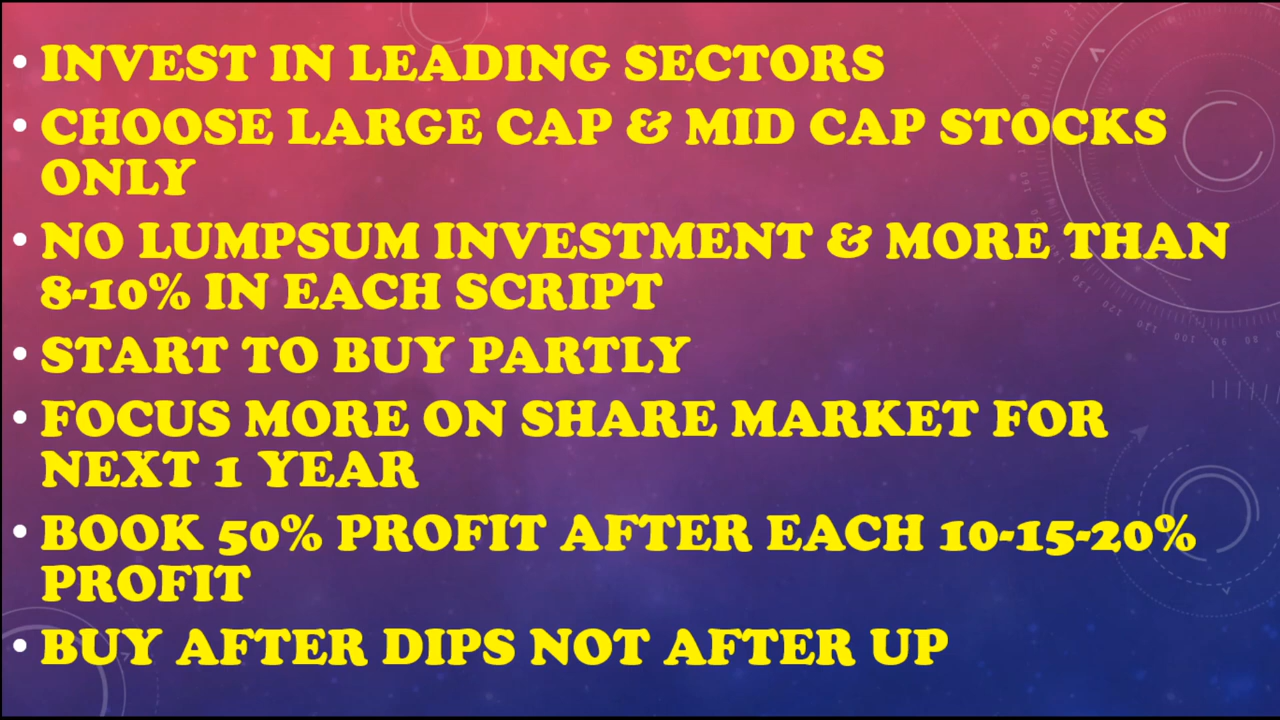 • INVEST IN LEADING SECTORS
• CHOOSE LARGE CAP & MID CAP STOCKS
ONLY
• NO LUMPSUM INVESTMENT & MORE THAN
8-10% IN EACH SCRIPT
• START TO BUY PARTLY
• FOCUS MORE ON SHARE MARKET FOR
NEXT 1 YEAR
• BOOK 50% PROFIT AFTER EACH 10-15-20%
PROFIT
• BUY AFTER DIPS NOT AFTER UP